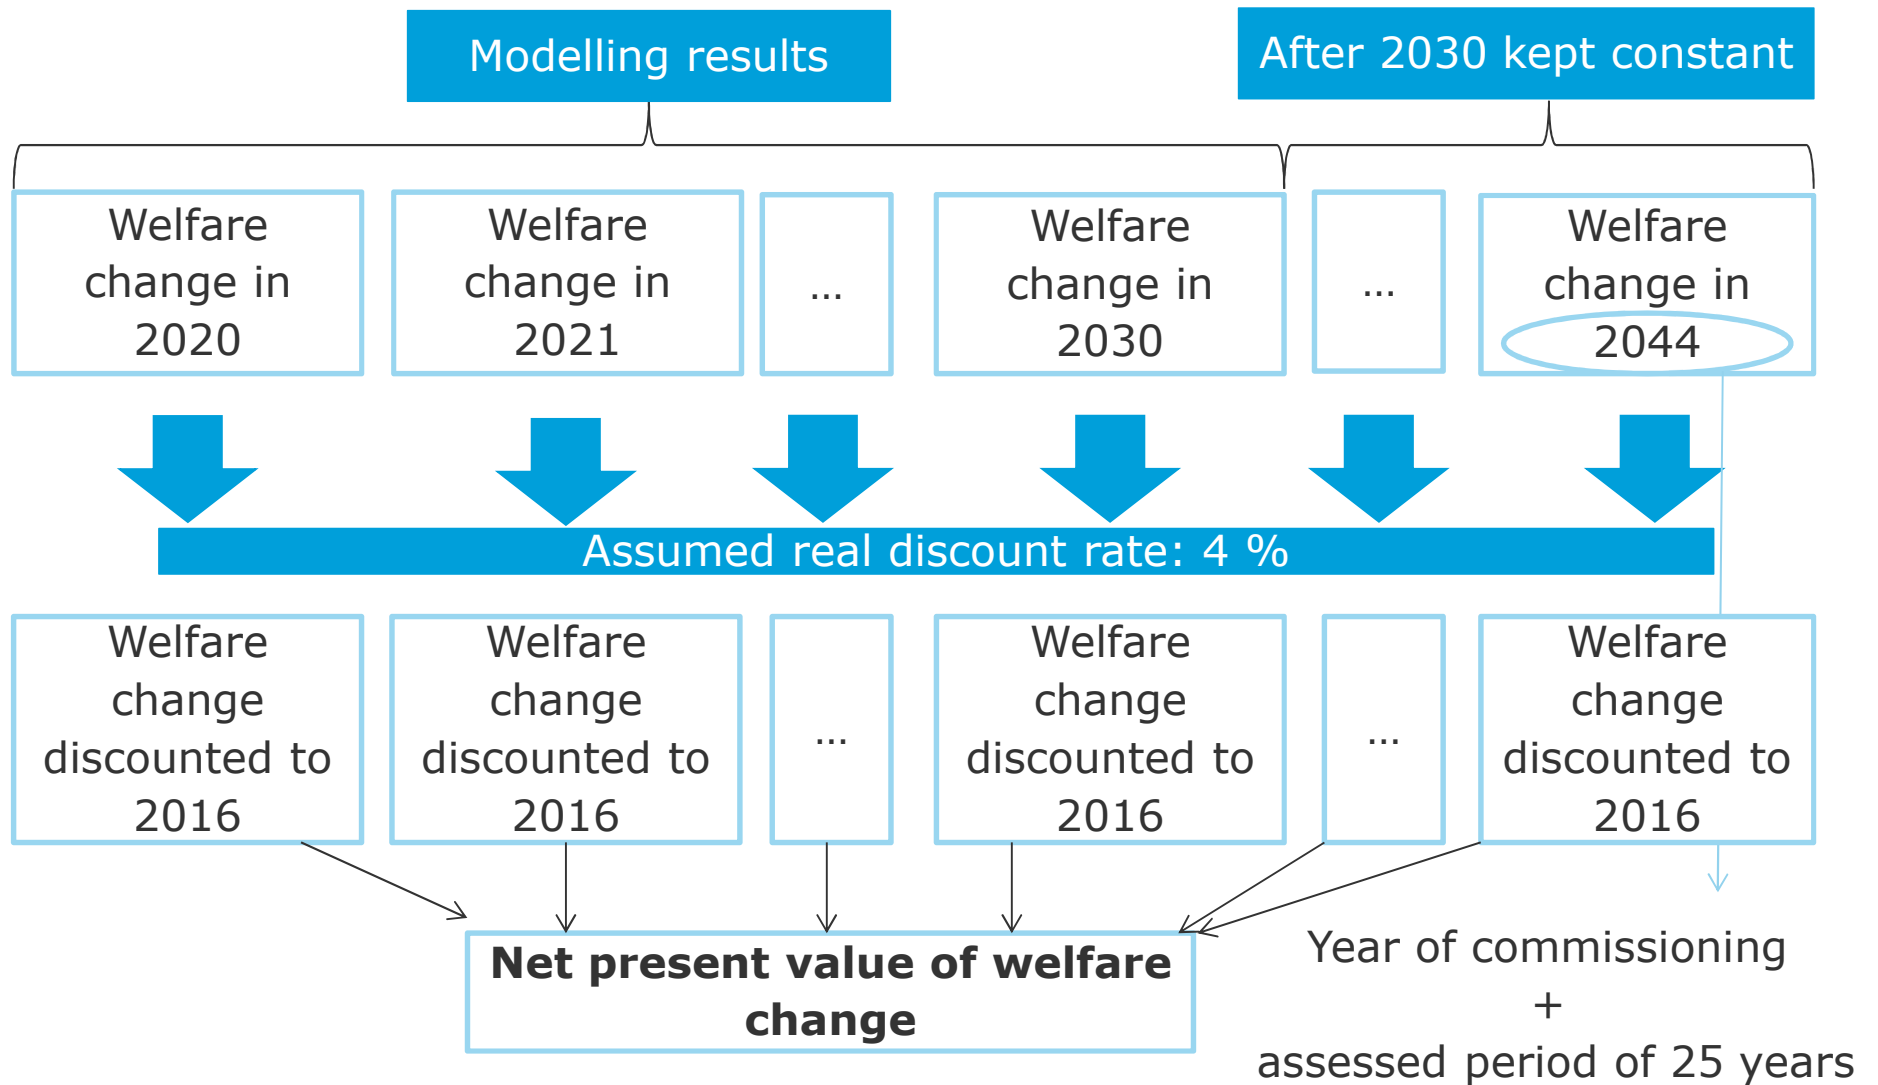 Modelling results
After 2030 kept constant
Welfare
change in
2020
Welfare
change in
2021
...
Welfare
change in
2030
...
Welfare
change in
2044
Assumed real discount rate: 4 %
Welfare
change
discounted to
2016
Welfare
change
discounted to
2016
...
Welfare
change
discounted to
2016
...
Welfare
change
discounted to
2016
Net present value of welfare
change
Year of commissioning
+
assessed period of 25 years